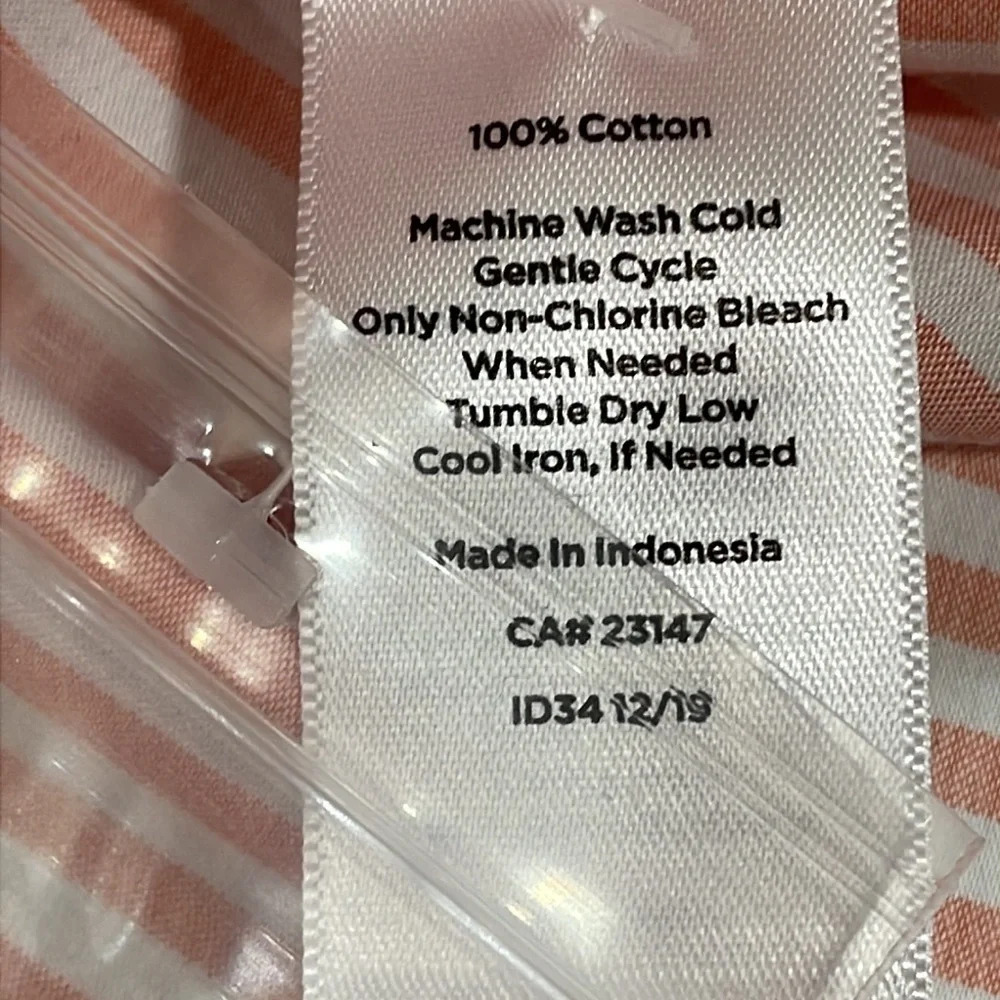 100% Cotton
Machine Wash Cold
Gentle Cycle
Only Non-Chlorine Bleach
When Needed
Tumble Dry Low
Cool Iron, If Needed
Made In Indonesia
CA# 23147
ID34 12/19